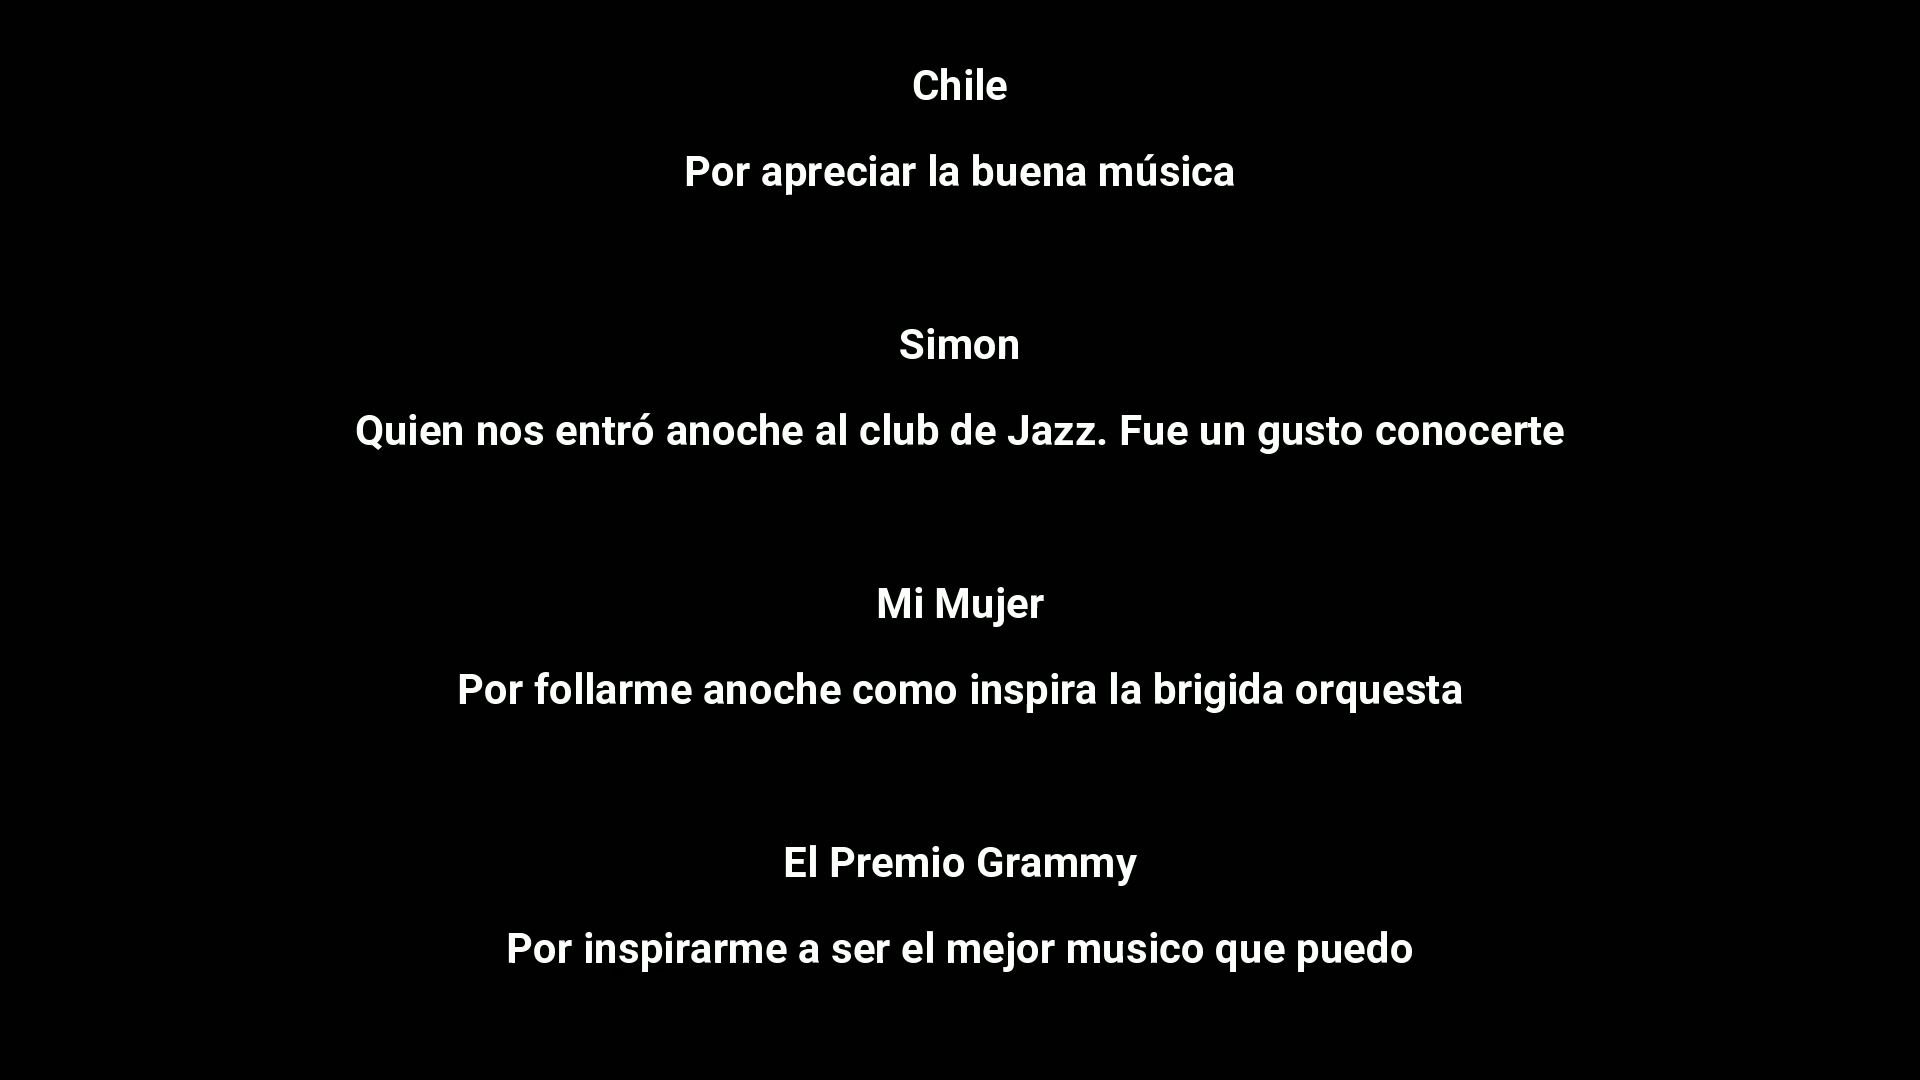 Chile
Por apreciar la buena música
Simon
Quien nos entró anoche al club de Jazz. Fue un gusto conocerte
Mi Mujer
Por follarme anoche como inspira la brigida orquesta
El Premio Grammy
Por inspirarme a ser el mejor musico que puedo